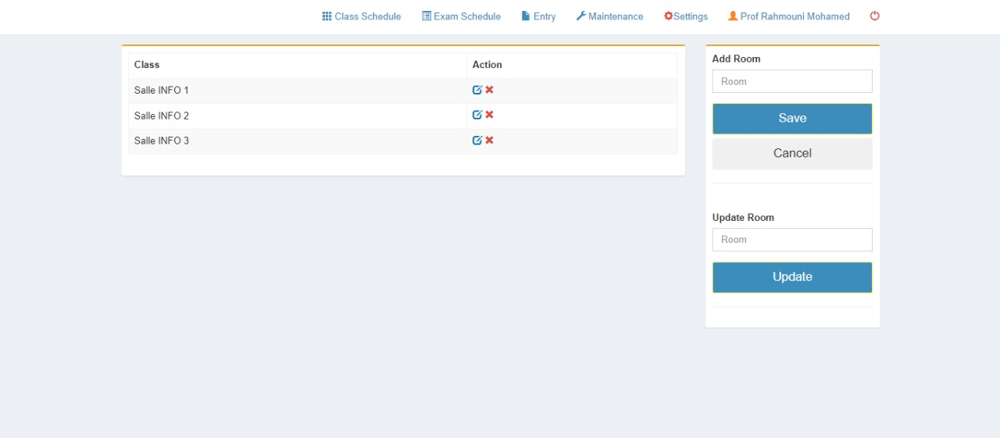 Class Schedule Exam Schedule Entry Maintenance Settings Prof Rahmouni Mohamed
Class Action
Salle INFO 1
Salle INFO 2
Salle INFO 3
Add Room
Room
Save
Cancel
Update Room
Room
Update